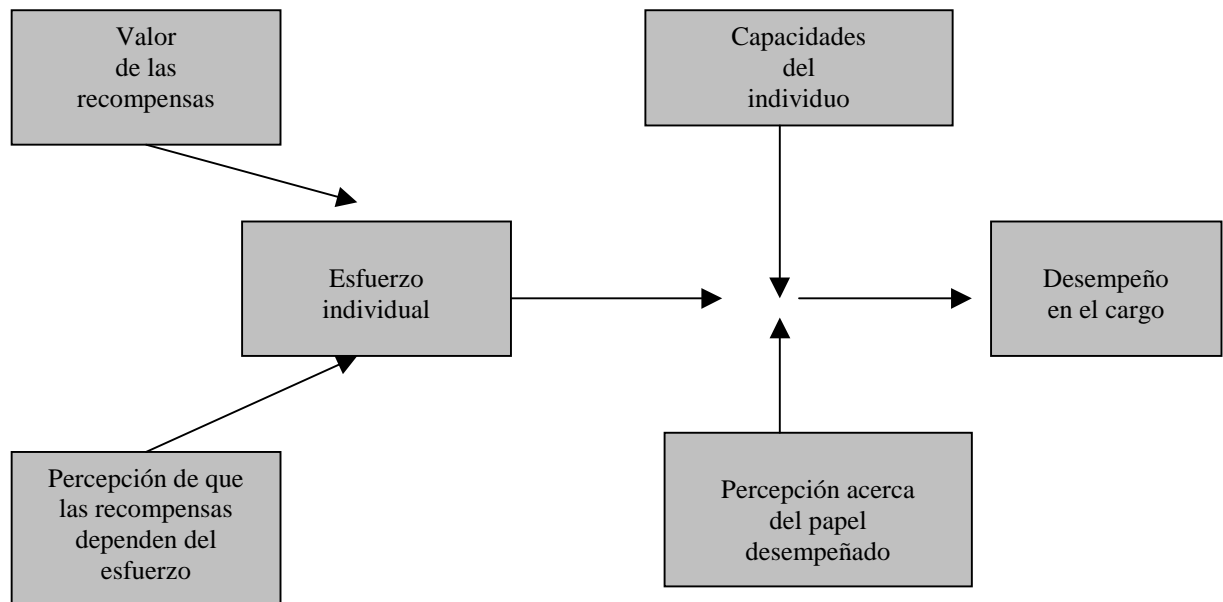 Valor
de las
recompensas
Capacidades
del
individuo
Esfuerzo
individual
Desempeño
en el cargo
Percepción de que
las recompensas
dependen del
esfuerzo
Percepción acerca
del papel
desempeñado